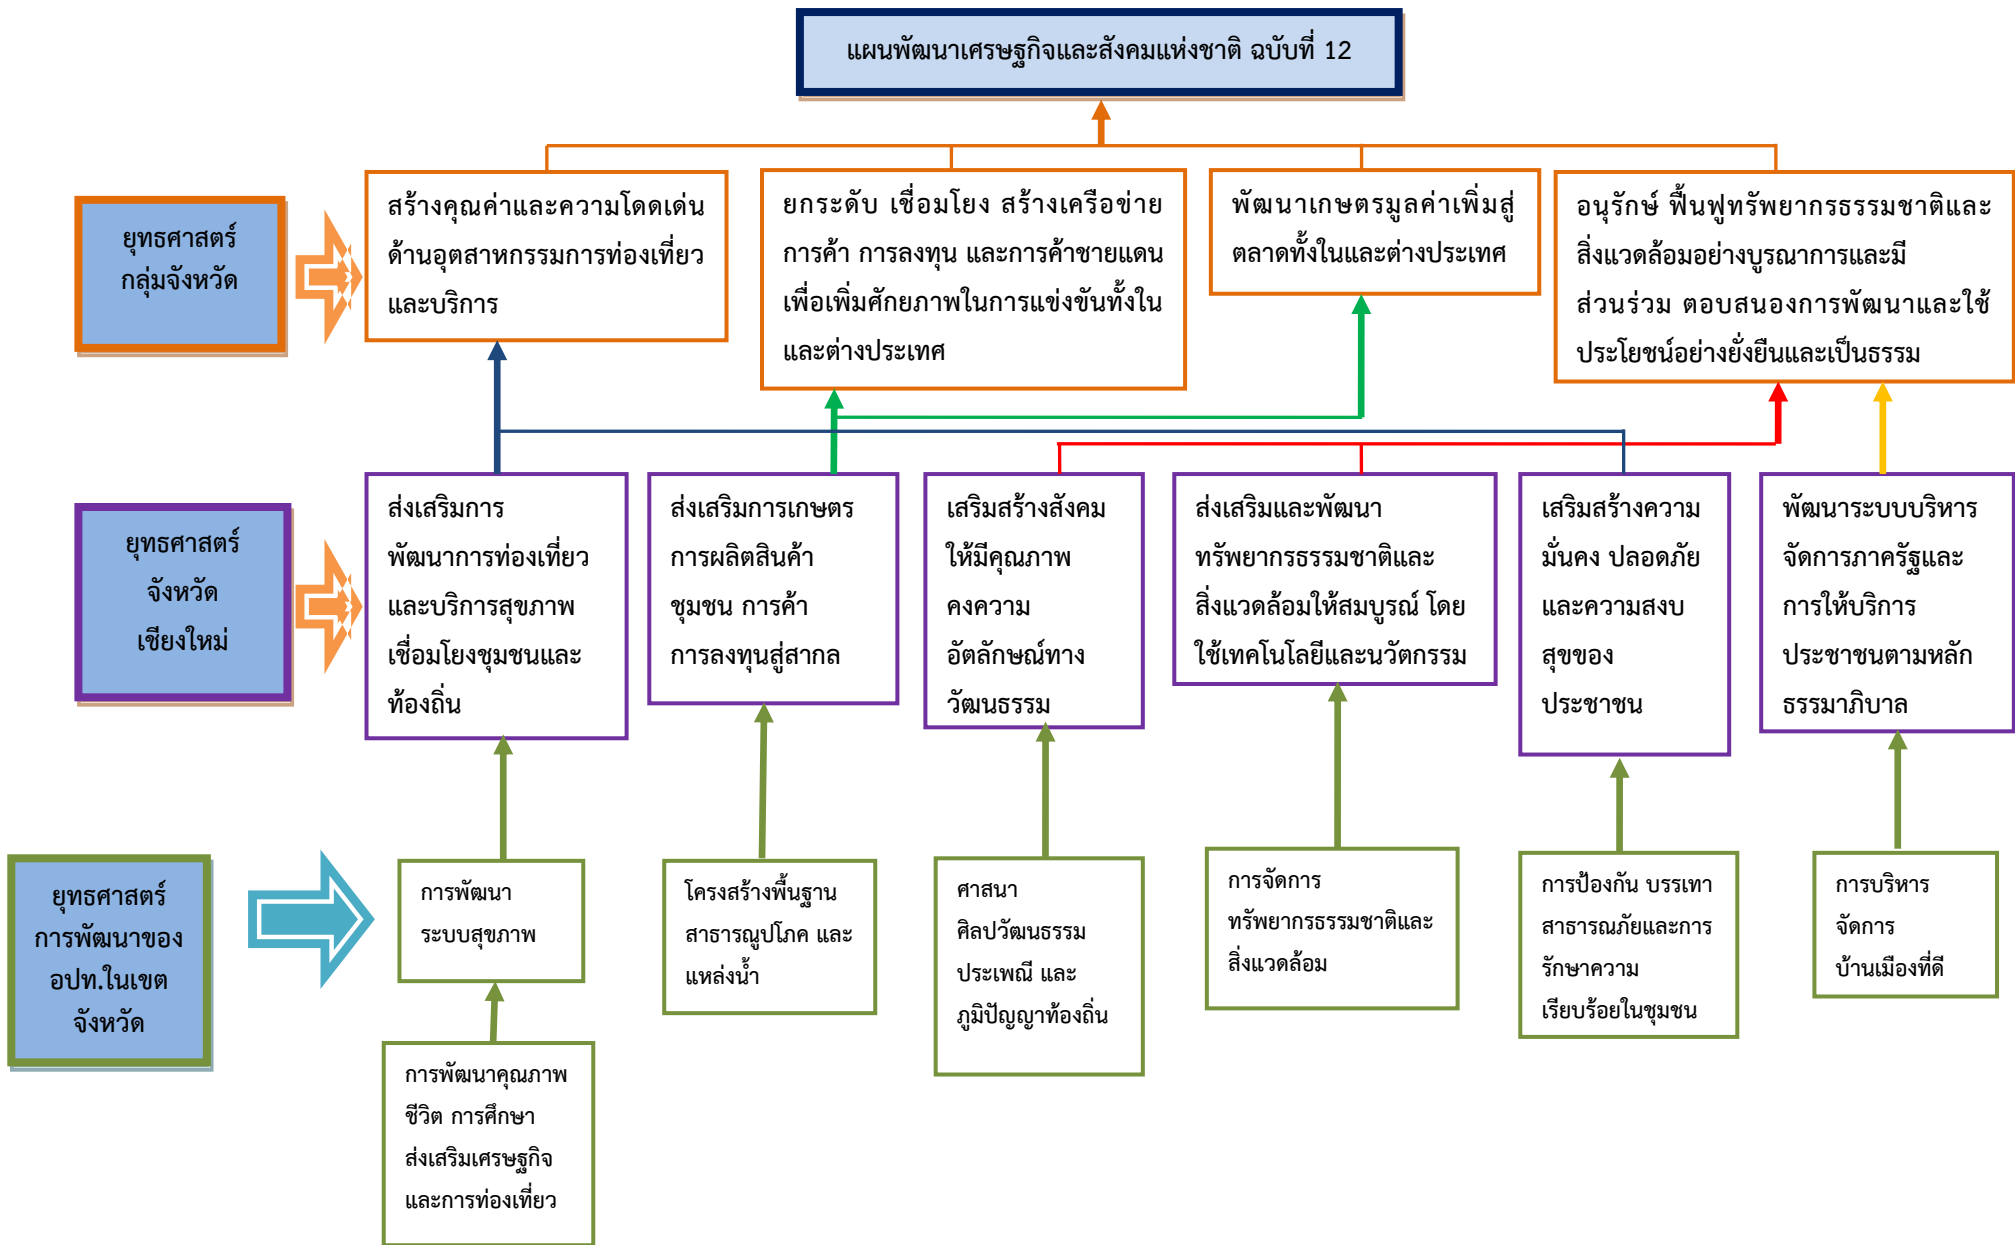 แผนพัฒนาเศรษฐกิจและสังคมแห่งชาติ ฉบับที่ 12
ยุทธศาสตร์
กลุ่มจังหวัด
สร้างคุณค่าและความโดดเด่น
ด้านอุตสาหกรรมการท่องเที่ยว
และบริการ
ยกระดับ เชื่อมโยง สร้างเครือข่าย
การค้า การลงทุน และการค้าชายแดน
เพื่อเพิ่มศักยภาพในการแข่งขันทั้งใน
และต่างประเทศ
พัฒนาเกษตรมูลค่าเพิ่มสู่
ตลาดทั้งในและต่างประเทศ
อนุรักษ์ ฟื้นฟูทรัพยากรธรรมชาติและ
สิ่งแวดล้อมอย่างบูรณาการและมี
ส่วนร่วม ตอบสนองการพัฒนาและใช้
ประโยชน์อย่างยั่งยืนและเป็นธรรม
ยุทธศาสตร์
จังหวัด
เชียงใหม่
ส่งเสริมการ
พัฒนาการท่องเที่ยว
และบริการสุขภาพ
เชื่อมโยงชุมชนและ
ท้องถิ่น
ส่งเสริมการเกษตร
การผลิตสินค้า
ชุมชน การค้า
การลงทุนสู่สากล
เสริมสร้างสังคม
ให้มีคุณภาพ
คงความ
อัตลักษณ์ทาง
วัฒนธรรม
ส่งเสริมและพัฒนา
ทรัพยากรธรรมชาติและ
สิ่งแวดล้อมให้สมบูรณ์ โดย
ใช้เทคโนโลยีและนวัตกรรม
เสริมสร้างความ
มั่นคง ปลอดภัย
และความสงบ
สุขของ
ประชาชน
พัฒนาระบบบริหาร
จัดการภาครัฐและ
การให้บริการ
ประชาชนตามหลัก
ธรรมาภิบาล
ยุทธศาสตร์
การพัฒนาของ
อปท.ในเขต
จังหวัด
การพัฒนา
ระบบสุขภาพ
โครงสร้างพื้นฐาน
สาธารณูปโภค และ
แหล่งน้ำ
ศาสนา
ศิลปวัฒนธรรม
ประเพณี และ
ภูมิปัญญาท้องถิ่น
การจัดการ
ทรัพยากรธรรมชาติและ
สิ่งแวดล้อม
การป้องกัน บรรเทา
สาธารณภัยและการ
รักษาความ
เรียบร้อยในชุมชน
การบริหาร
จัดการ
บ้านเมืองที่ดี
การพัฒนาคุณภาพ
ชีวิต การศึกษา
ส่งเสริมเศรษฐกิจ
และการท่องเที่ยว